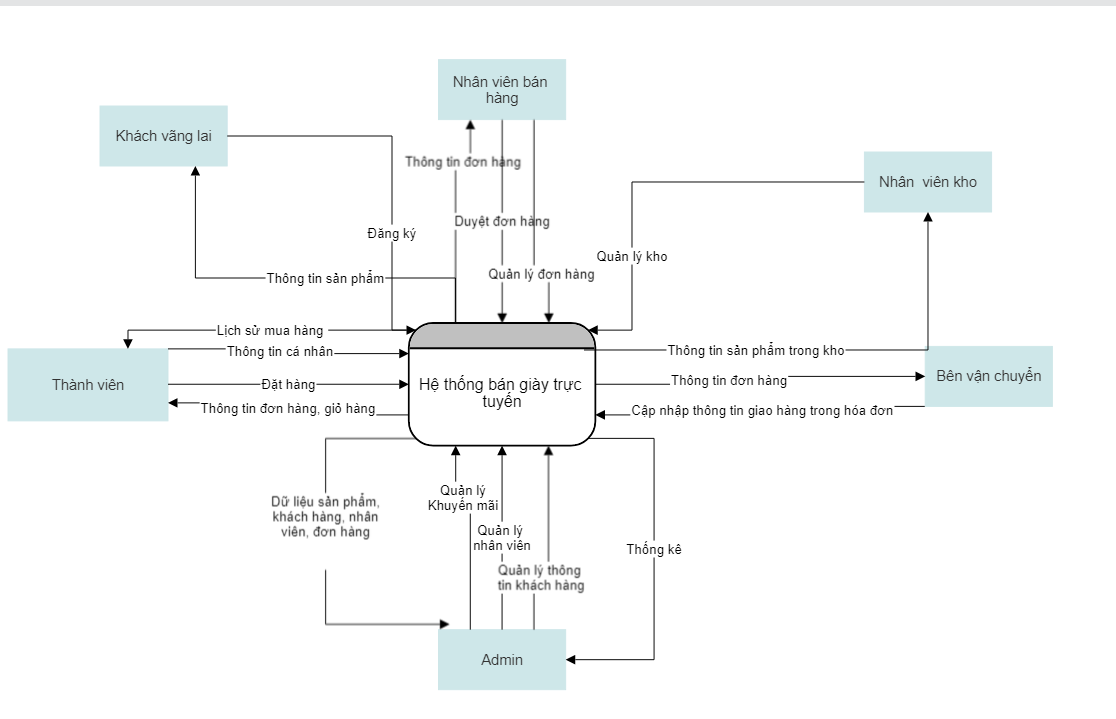 Nhân viên bán
hàng
Khách vãng lai
Thông tin đơn hàng
Nhân viên kho
Duyệt đơn hàng
Đăng ký
Quản lý kho
Thông tin sản phẩm
Quản lý đơn hàng
Lịch sử mua hàng
Thông tin cá nhân
Thông tin sản phẩm trong kho
Thành viên
Đặt hàng
Hệ thống bán giày trực
tuyến
Thông tin đơn hàng
Bên vận chuyển
Thông tin đơn hàng, giỏ hàng
Cập nhập thông tin giao hàng trong hóa đơn
Dữ liệu sản phẩm,
khách hàng, nhân
viên, đơn hàng
Quản lý
Khuyến mãi
Quản lý
nhân viên
Quản lý thông
tin khách hàng
Thống kê
Admin